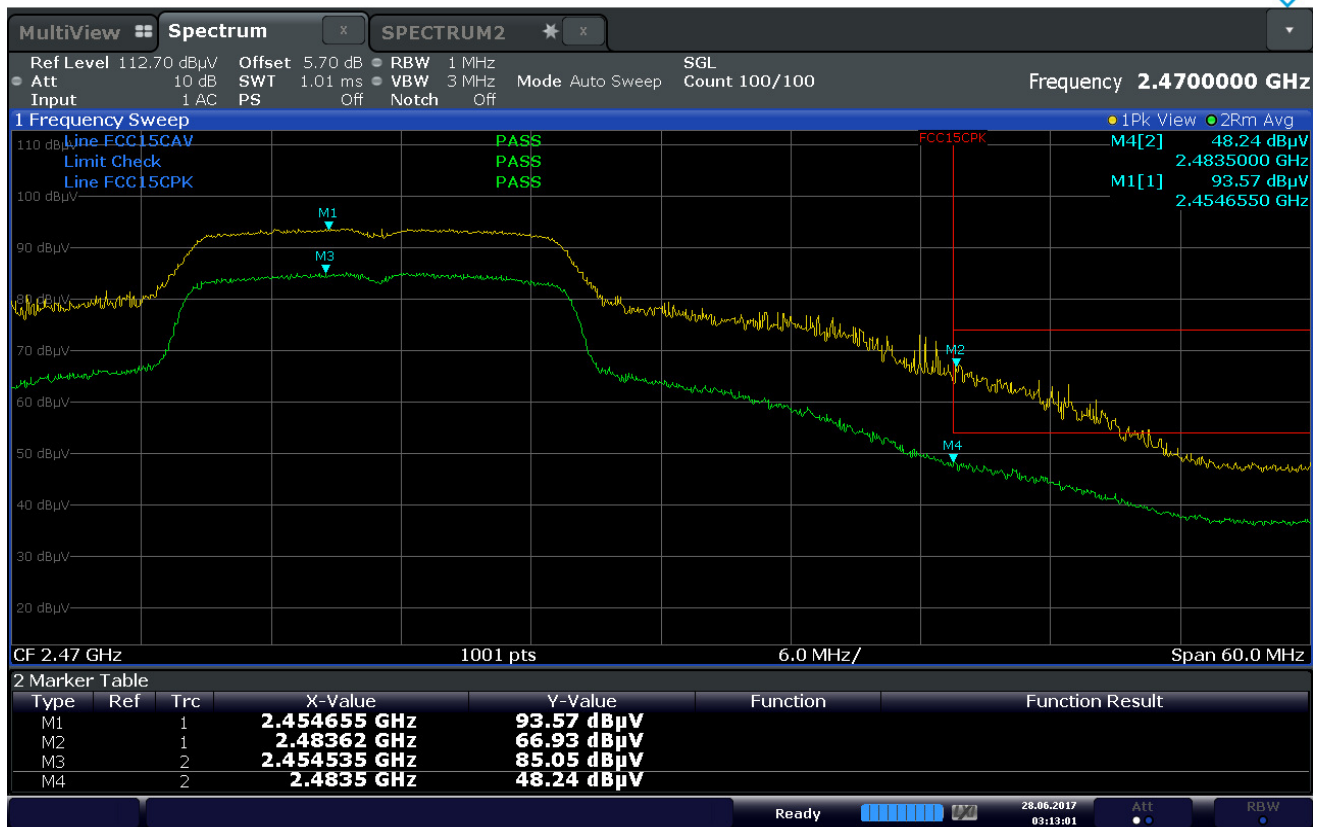 MultiView Spectrum x SPECTRUM2 x
Ref Level 112.70 dBµV Offset 5.70 dB RBW 1 MHz SGL
Att 10 dB SWT 1.01 ms VBW 3 MHz Mode Auto Sweep Count 100/100 Frequency 2.4700000 GHz
Input 1 AC PS Off Notch Off
1 Frequency Sweep 1Pk View 2Rm Avg
110 dBµV Line FCC15CAV PASS FCC15CPK M4[2] 48.24 dBµV
Limit Check PASS 2.4835000 GHz
Line FCC15CPK PASS M1[1] 93.57 dBµV
100 dBµV 2.4546550 GHz
M1
90 dBµV
M3
80 dBµV
70 dBµV M2
60 dBµV
50 dBµV M4
40 dBµV
30 dBµV
20 dBµV
CF 2.47 GHz 1001 pts 6.0 MHz/ Span 60.0 MHz
2 Marker Table
Type Ref Trc X-Value Y-Value Function Function Result
M1 1 2.454655 GHz 93.57 dBµV
M2 1 2.48362 GHz 66.93 dBµV
M3 2 2.454535 GHz 85.05 dBµV
M4 2 2.4835 GHz 48.24 dBµV
Ready 28.06.2017 Att RBW
03:13:01